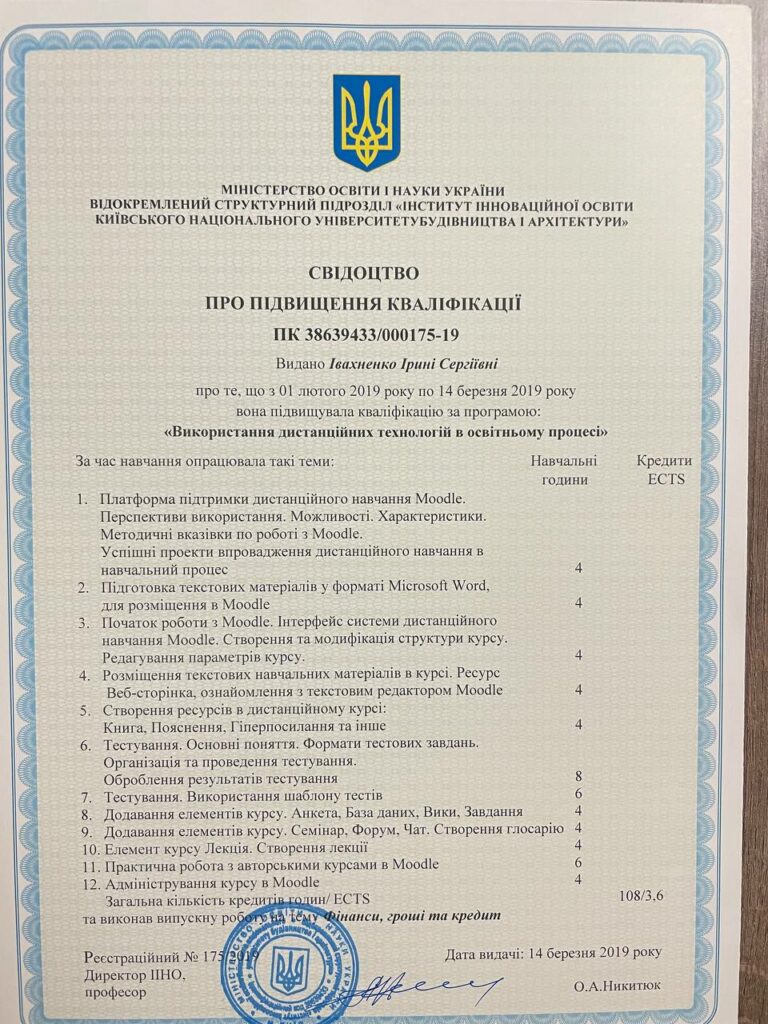 МІНІСТЕРСТВО ОСВІТИ І НАУКИ УКРАЇНИ
ВІДОКРЕМЛЕНИЙ СТРУКТУРНИЙ ПІДРОЗДІЛ «ІНСТИТУТ ІННОВАЦІЙНОЇ ОСВІТИ
КИЇВСЬКОГО НАЦІОНАЛЬНОГО УНІВЕРСИТЕТУБУДІВНИЦТВА І АРХІТЕКТУРИ»
СВІДОЦТВО
ПРО ПІДВИЩЕННЯ КВАЛІФІКАЦІЇ
ПК 38639433/000175-19
Видано Івахненко Ірині Сергіївні
про те, що з 01 лютого 2019 року по 14 березня 2019 року
вона підвищувала кваліфікацію за програмою:
«Використання дистанційних технологій в освітньому процесі»
За час навчання опрацювала такі теми: Навчальні Кредити
години ECTS
1. Платформа підтримки дистанційного навчання Moodle.
Перспективи використання. Можливості. Характеристики.
Методичні вказівки по роботі з Moodle.
Успішні проекти впровадження дистанційного навчання в
навчальний процес 4
2. Підготовка текстових матеріалів у форматі Microsoft Word,
для розміщення в Moodle 4
3. Початок роботи з Moodle. Інтерфейс системи дистанційного
навчання Moodle. Створення та модифікація структури курсу.
Редагування параметрів курсу. 4
4. Розміщення текстових навчальних матеріалів в курсі. Ресурс
Веб-сторінка, ознайомлення з текстовим редактором Moodle 4
5. Створення ресурсів в дистанційному курсі:
Книга, Пояснення, Гіперпосилання та інше 4
6. Тестування. Основні поняття. Формати тестових завдань.
Організація та проведення тестування.
Оброблення результатів тестування 8
7. Тестування. Використання шаблону тестів 6
8. Додавання елементів курсу. Анкета, База даних, Вики, Завдання 4
9. Додавання елементів курсу. Семінар, Форум, Чат. Створення глосарію 4
10. Елемент курсу Лекція. Створення лекції 4
11. Практична робота з авторськими курсами в Moodle 6
12. Адміністрування курсу в Moodle 4
Загальна кількість кредитів годин/ ECTS 108/3,6
та виконав випускну роботу на тему Фінанси, гроші та кредит
Реєстраційний № 175/2019 Дата видачі: 14 березня 2019 року
Директор ІІНО,
професор О.А.Никитюк